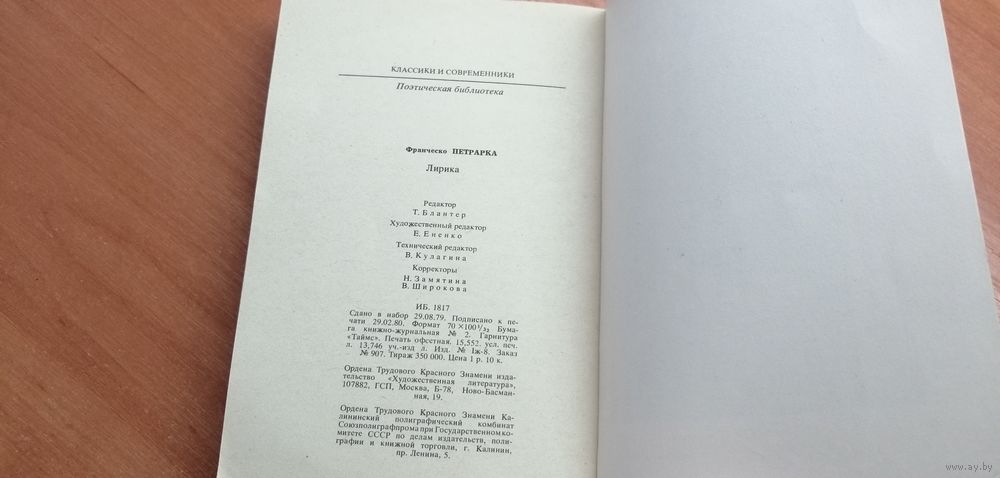 КЛАССИКИ И СОВРЕМЕННИКИ
Поэтическая библиотека
Франческо ПЕТРАРКА
Лирика
Редактор
Т. Блантер
Художественный редактор
Е. Ененко
Технический редактор
В. Кулагина
Корректоры
Н. Замятина
В. Широкова
ИБ. 1817
Сдано в набор 29.08.79. Подписано к пе-
чати 29.02.80. Формат 70×100 1/32 Бума-
га книжно-журнальная № 2. Гарнитура
«Таймс». Печать офсетная. 15,552. усл. печ.
л. 13,746 уч.-изд л. Изд. № Iж-8. Заказ
№ 907. Тираж 350 000. Цена 1 р. 10 к.
Ордена Трудового Красного Знамени изда-
тельство «Художественная литература»,
107882, ГСП, Москва, Б-78, Ново-Басман-
ная, 19.
Ордена Трудового Красного Знамени Ка-
лининский полиграфический комбинат
Союзполиграфпрома при Государственном ко-
митете СССР по делам издательств, поли-
графии и книжной торговли, г. Калинин,
пр. Ленина, 5.
www.ay.by